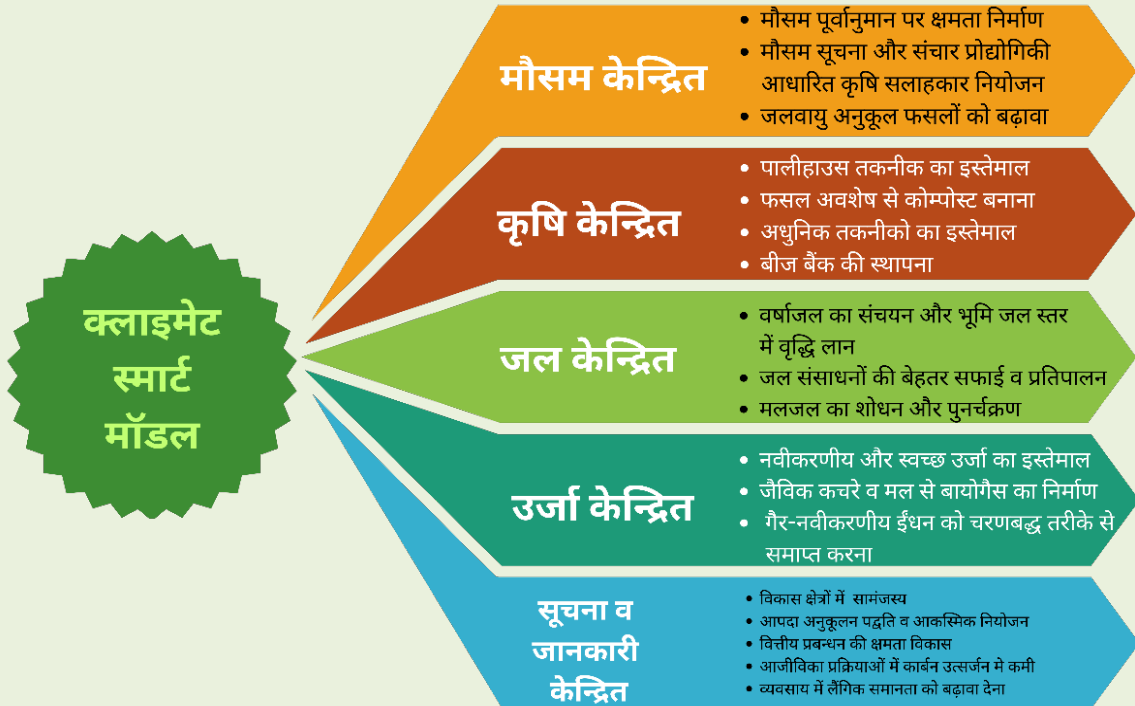 क्लाइमेट
स्मार्ट
मॉडल
मौसम केन्द्रित
• मौसम पूर्वानुमान पर क्षमता निर्माण
• मौसम सूचना और संचार प्रोद्योगिकी
आधारित कृषि सलाहकार नियोजन
• जलवायु अनुकूल फसलों को बढ़ावा
कृषि केन्द्रित
• पालीहाउस तकनीक का इस्तेमाल
• फसल अवशेष से कोम्पोस्ट बनाना
• अधुनिक तकनीको का इस्तेमाल
• बीज बैंक की स्थापना
जल केन्द्रित
• वर्षाजल का संचयन और भूमि जल स्तर
में वृद्धि लान
• जल संसाधनों की बेहतर सफाई व प्रतिपालन
• मलजल का शोधन और पुनर्चक्रण
उर्जा केन्द्रित
• नवीकरणीय और स्वच्छ उर्जा का इस्तेमाल
• जैविक कचरे व मल से बायोगैस का निर्माण
• गैर-नवीकरणीय ईंधन को चरणबद्ध तरीके से
समाप्त करना
सूचना व
जानकारी
केन्द्रित
• विकास क्षेत्रों में सामंजस्य
• आपदा अनुकूलन पद्वति व आकस्मिक नियोजन
• वित्तीय प्रबन्धन की क्षमता विकास
• आजीविका प्रक्रियाओं में कार्बन उत्सर्जन मे कमी
• व्यवसाय में लैंगिक समानता को बढ़ावा देना